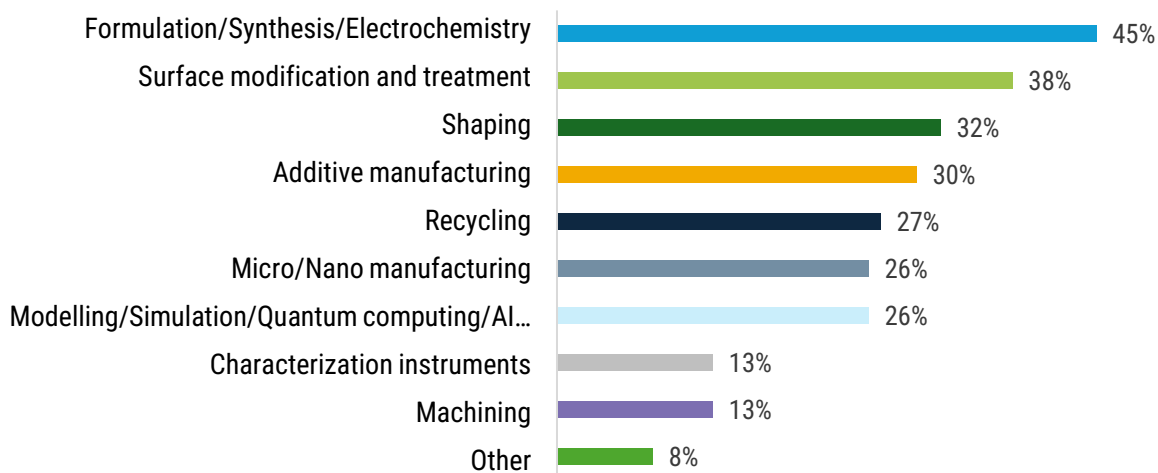 Formulation/Synthesis/Electrochemistry 45%
Surface modification and treatment 38%
Shaping 32%
Additive manufacturing 30%
Recycling 27%
Micro/Nano manufacturing 26%
Modelling/Simulation/Quantum computing/AI… 26%
Characterization instruments 13%
Machining 13%
Other 8%